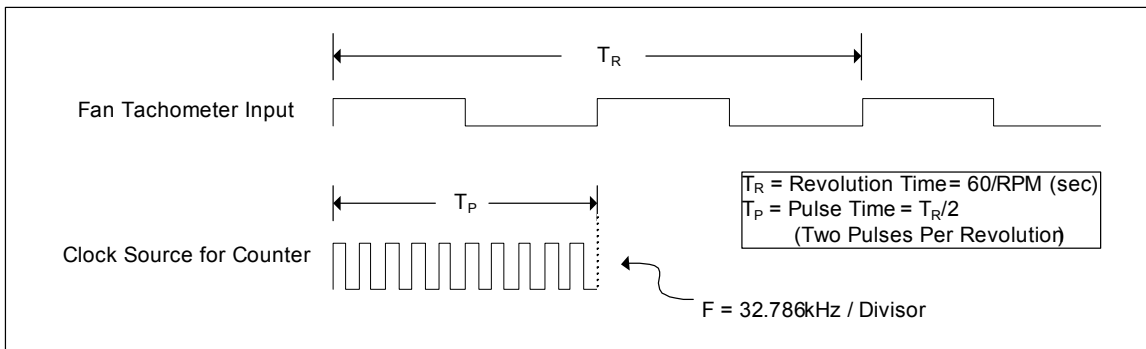 T_R
Fan Tachometer Input
T_R = Revolution Time= 60/RPM (sec)
T_P = Pulse Time = T_R/2
(Two Pulses Per Revolution)
T_P
Clock Source for Counter
F = 32.786kHz / Divisor